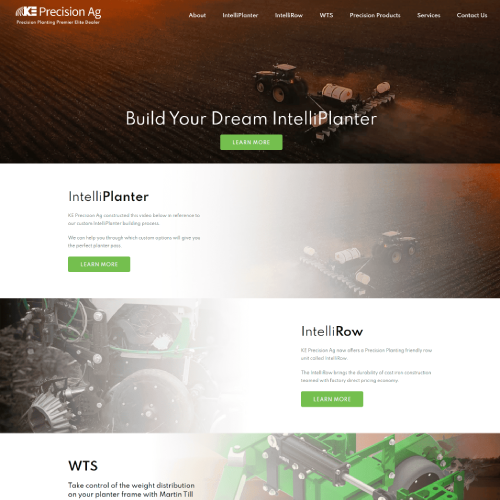 KE Precision Ag
Precision Planting Premier Elite Dealer
About IntelliPlanter IntelliRow WTS Precision Products Services Contact Us
Build Your Dream IntelliPlanter
LEARN MORE
IntelliPlanter
KE Precision Ag constructed this video below in reference to
our custom IntelliPlanter building process.
We can help you through which custom options will give you
the perfect planter pass.
LEARN MORE
IntelliRow
KE Precision Ag now offers a Precision Planting friendly row
unit called IntelliRow.
The IntelliRow brings the durability of cast iron construction
teamed with factory direct pricing economy.
LEARN MORE
WTS
Take control of the weight distribution
on your planter frame with Martin Till